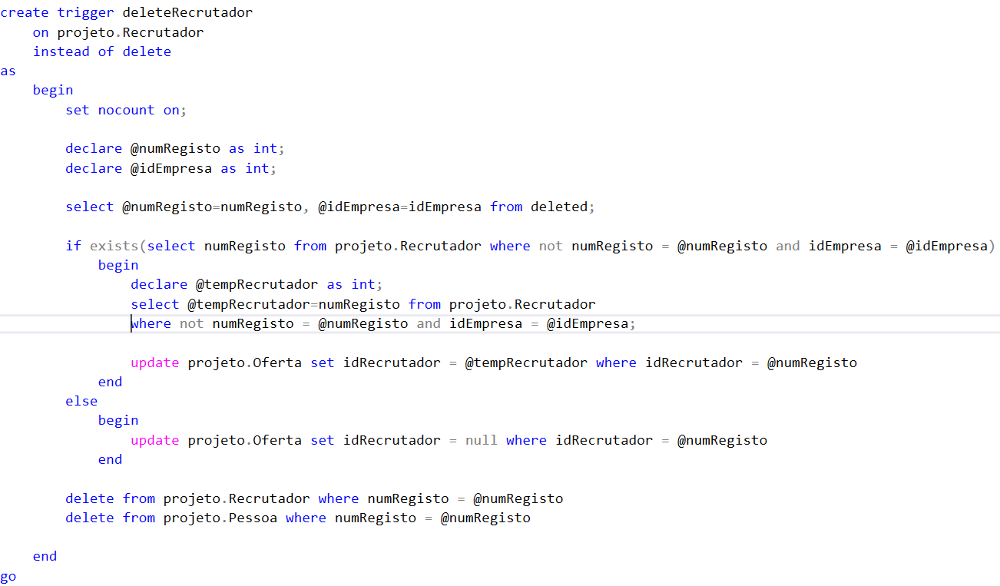 create trigger deleteRecrutador
on projeto.Recrutador
instead of delete
as
begin
set nocount on;
declare @numRegisto as int;
declare @idEmpresa as int;
select @numRegisto=numRegisto, @idEmpresa=idEmpresa from deleted;
if exists(select numRegisto from projeto.Recrutador where not numRegisto = @numRegisto and idEmpresa = @idEmpresa)
begin
declare @tempRecrutador as int;
select @tempRecrutador=numRegisto from projeto.Recrutador
where not numRegisto = @numRegisto and idEmpresa = @idEmpresa;
update projeto.Oferta set idRecrutador = @tempRecrutador where idRecrutador = @numRegisto
end
else
begin
update projeto.Oferta set idRecrutador = null where idRecrutador = @numRegisto
end
delete from projeto.Recrutador where numRegisto = @numRegisto
delete from projeto.Pessoa where numRegisto = @numRegisto
end
go